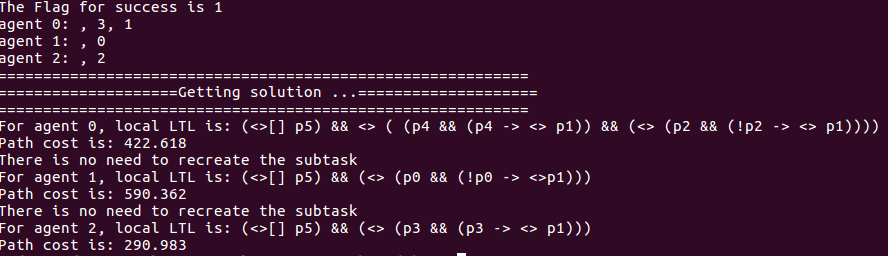 The Flag for success is 1
agent 0: , 3, 1
agent 1: , 0
agent 2: , 2
===========================================================
====================Getting solution ...====================
===========================================================
For agent 0, local LTL is: (<>[] p5) && <> ( (p4 && (p4 -> <> p1)) && (<> (p2 && (!p2 -> <> p1))))
Path cost is: 422.618
There is no need to recreate the subtask
For agent 1, local LTL is: (<>[] p5) && (<> (p0 && (!p0 -> <>p1)))
Path cost is: 590.362
There is no need to recreate the subtask
For agent 2, local LTL is: (<>[] p5) && (<> (p3 && (p3 -> <> p1)))
Path cost is: 290.983